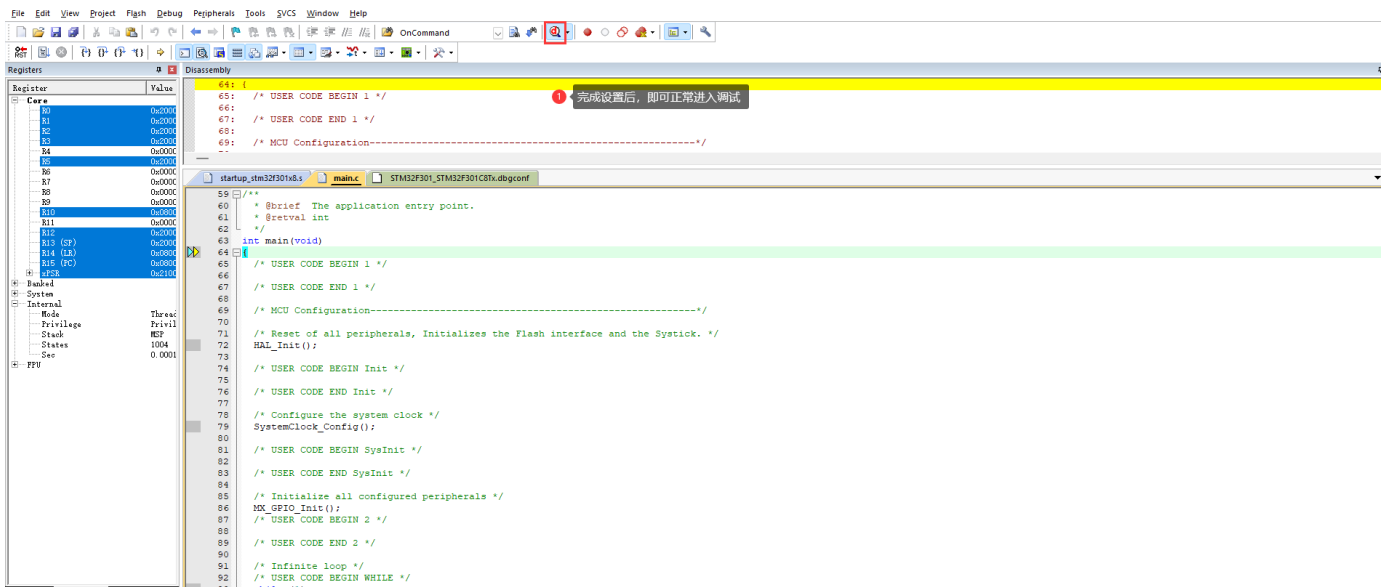 File Edit View Project Flash Debug Peripherals Tools SVCS Window Help
OnCommand
RST
Registers
Disassembly
Register Value
Core
R0 0x2000
R1 0x2000
R2 0x2000
R3 0x2000
R4 0x0000
R5 0x2000
R6 0x0000
R7 0x0000
R8 0x0000
R9 0x0000
R10 0x0800
R11 0x0000
R12 0x2000
R13 (SP) 0x2000
R14 (LR) 0x0800
R15 (PC) 0x0800
xPSR 0x2100
Banked
System
Internal
Mode Thread
Privilege Privil
Stack MSP
States 1004
Sec 0.0001
FPU
64: {
65: /* USER CODE BEGIN 1 */
66:
67: /* USER CODE END 1 */
68:
69: /* MCU Configuration--------------------------------------------------------*/
1 完成设置后，即可正常进入调试
startup_stm32f301x8.s main.c STM32F301_STM32F301C8Tx.dbgconf
59 /**
60 * @brief The application entry point.
61 * @retval int
62 */
63 int main(void)
64 {
65 /* USER CODE BEGIN 1 */
66
67 /* USER CODE END 1 */
68
69 /* MCU Configuration--------------------------------------------------------*/
70
71 /* Reset of all peripherals, Initializes the Flash interface and the Systick. */
72 HAL_Init();
73
74 /* USER CODE BEGIN Init */
75
76 /* USER CODE END Init */
77
78 /* Configure the system clock */
79 SystemClock_Config();
80
81 /* USER CODE BEGIN SysInit */
82
83 /* USER CODE END SysInit */
84
85 /* Initialize all configured peripherals */
86 MX_GPIO_Init();
87 /* USER CODE BEGIN 2 */
88
89 /* USER CODE END 2 */
90
91 /* Infinite loop */
92 /* USER CODE BEGIN WHILE */